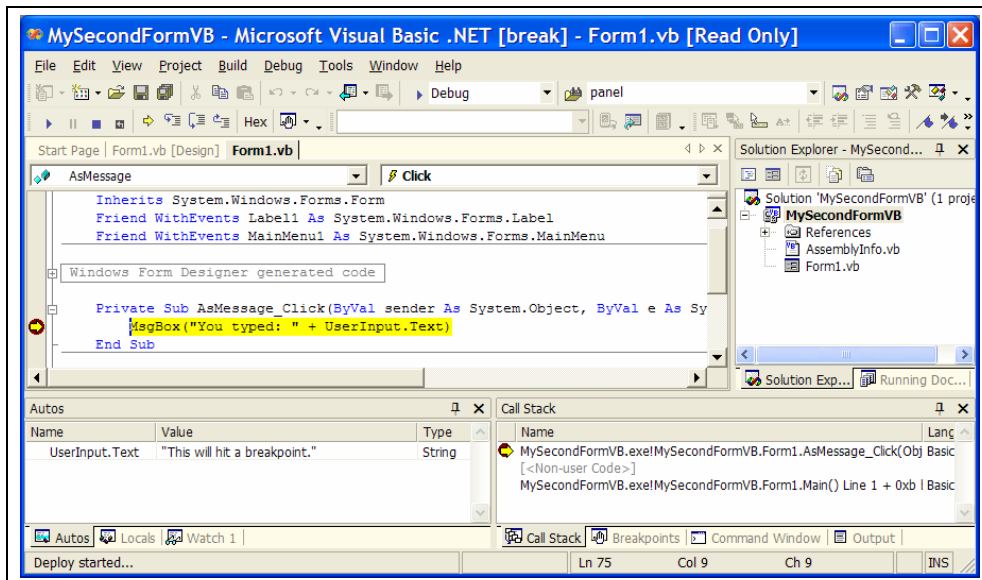 MySecondFormVB - Microsoft Visual Basic .NET [break] - Form1.vb [Read Only]
File Edit View Project Build Debug Tools Window Help
Debug panel
Hex
Start Page Form1.vb [Design] Form1.vb
AsMessage Click
Inherits System.Windows.Forms.Form
Friend WithEvents Label1 As System.Windows.Forms.Label
Friend WithEvents MainMenu1 As System.Windows.Forms.MainMenu
Windows Form Designer generated code
Private Sub AsMessage_Click(ByVal sender As System.Object, ByVal e As Sy
MsgBox("You typed: " + UserInput.Text)
End Sub
Solution Explorer - MySecond...
Solution 'MySecondFormVB' (1 proje
MySecondFormVB
References
AssemblyInfo.vb
Form1.vb
Solution Exp... Running Doc...
Autos
Name Value Type
UserInput.Text "This will hit a breakpoint." String
Autos Locals Watch 1
Call Stack
Name Lang
MySecondFormVB.exe!MySecondFormVB.Form1.AsMessage_Click(Obj Basic
[<Non-user Code>]
MySecondFormVB.exe!MySecondFormVB.Form1.Main() Line 1 + 0xb Basic
Call Stack Breakpoints Command Window Output
Deploy started... Ln 75 Col 9 Ch 9 INS